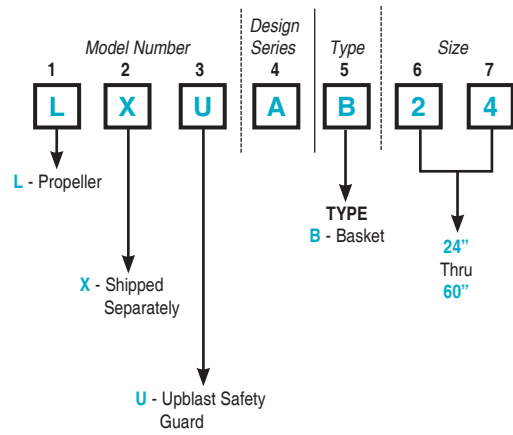 Design
Model Number Series Type Size
1 2 3 4 5 6 7
L X U A B 2 4
L - Propeller
TYPE
B - Basket
24”
Thru
60”
X - Shipped
Separately
U - Upblast Safety
Guard